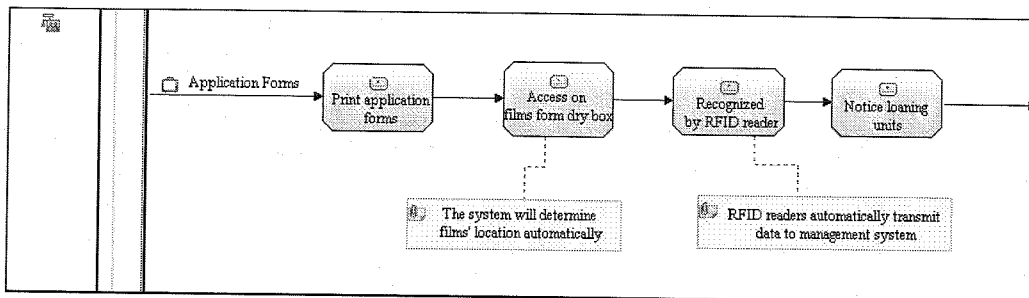 Application Forms
Print application
forms
Access on
films form dry box
Recognized
by RFID reader
Notice loaning
units
The system will determine
films' location automatically
RFID readers automatically transmit
data to management system